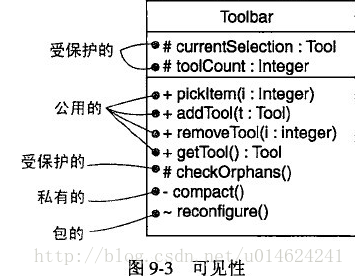 Toolbar
受保护的
# currentSelection : Tool
# toolCount : Integer
公用的
+ pickItem(i : Integer)
+ addTool(t : Tool)
+ removeTool(i : integer)
+ getTool() : Tool
受保护的
# checkOrphans()
私有的
- compact()
包的
~ reconfigure()
http://blog.csdn.net/u014624241
图 9-3 可见性